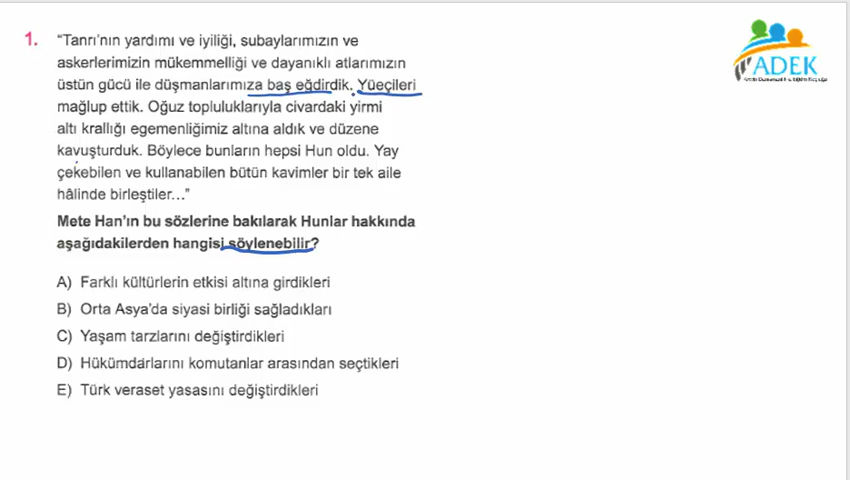 1. "Tanrı'nın yardımı ve iyiliği, subaylarımızın ve
askerlerimizin mükemmelliği ve dayanıklı atlarımızın
üstün gücü ile düşmanlarımıza baş eğdirdik. Yüeçileri
mağlup ettik. Oğuz topluluklarıyla civardaki yirmi
altı krallığı egemenliğimiz altına aldık ve düzene
kavuşturduk. Böylece bunların hepsi Hun oldu. Yay
çekebilen ve kullanabilen bütün kavimler bir tek aile
hâlinde birleştiler..."
Mete Han'ın bu sözlerine bakılarak Hunlar hakkında
aşağıdakilerden hangisi söylenebilir?
A) Farklı kültürlerin etkisi altına girdikleri
B) Orta Asya'da siyasi birliği sağladıkları
C) Yaşam tarzlarını değiştirdikleri
D) Hükümdarlarını komutanlar arasından seçtikleri
E) Türk veraset yasasını değiştirdikleri
ADEK